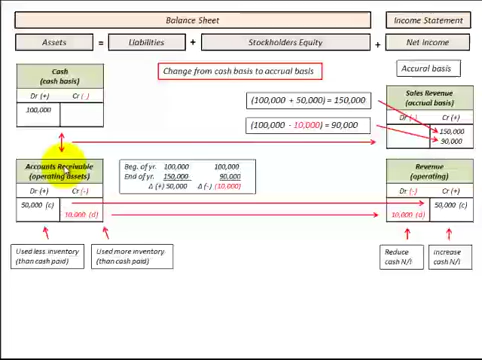 Balance Sheet
Income Statement
Assets = Liabilities + Stockholders Equity + Net Income
Cash
(cash basis)
Dr (+) Cr (-)
100,000
Change from cash basis to accrual basis
Accural basis
(100,000 + 50,000) = 150,000
(100,000 - 10,000) = 90,000
Sales Revenue
(accrual basis)
Dr (-) Cr (+)
150,000
90,000
Accounts Receivable
(operating assets)
Dr (+) Cr (-)
50,000 (c)
10,000 (d)
Beg. of yr. 100,000 100,000
End of yr. 150,000 90,000
Δ (+) 50,000 Δ (-) (10,000)
Revenue
(operating)
Dr (-) Cr (+)
50,000 (c)
10,000 (d)
Used less inventory
(than cash paid)
Used more inventory
(than cash paid)
Reduce
cash N/I
Increase
cash N/I